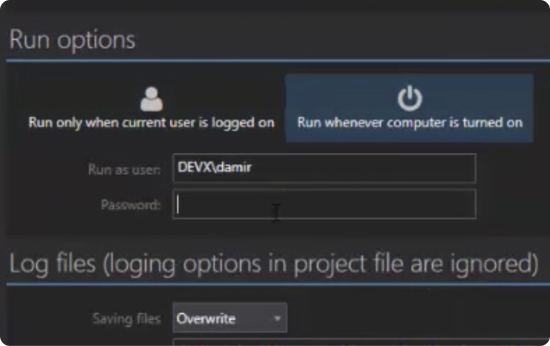 Run options
Run only when current user is logged on
Run whenever computer is turned on
Run as user: DEVX\damir
Password:
Log files (loging options in project file are ignored)
Saving files Overwrite